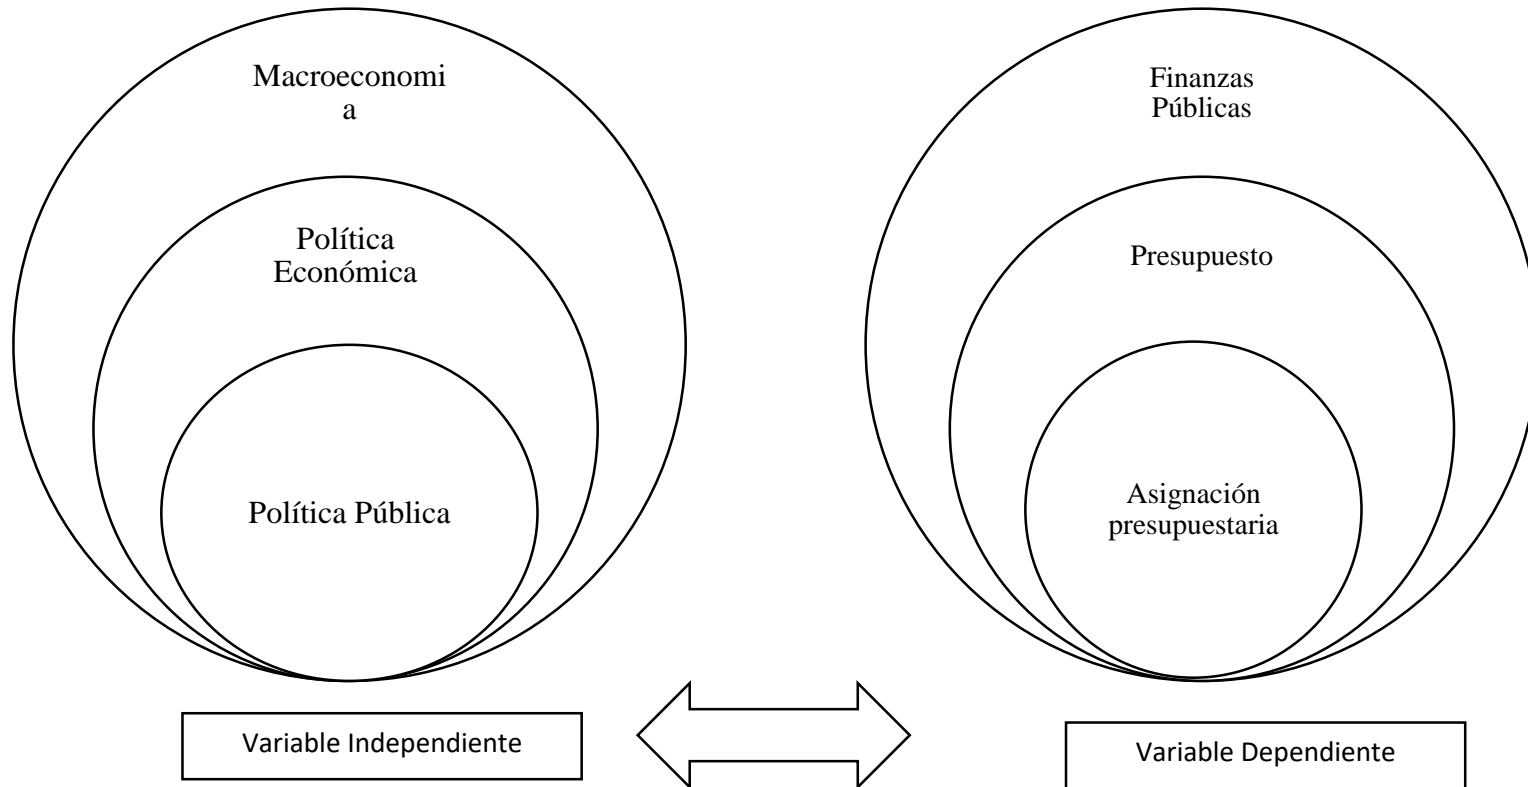 Macroeconomi
a
Política
Económica
Política Pública
Variable Independiente
Finanzas
Públicas
Presupuesto
Asignación
presupuestaria
Variable Dependiente